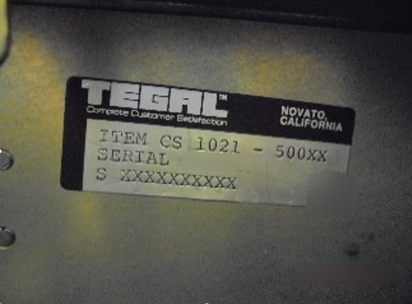 TEGAL™
Complete Customer Satisfaction
NOVATO,
CALIFORNIA
ITEM CS 1021 - 500XX
SERIAL
S XXXXXXXXXX